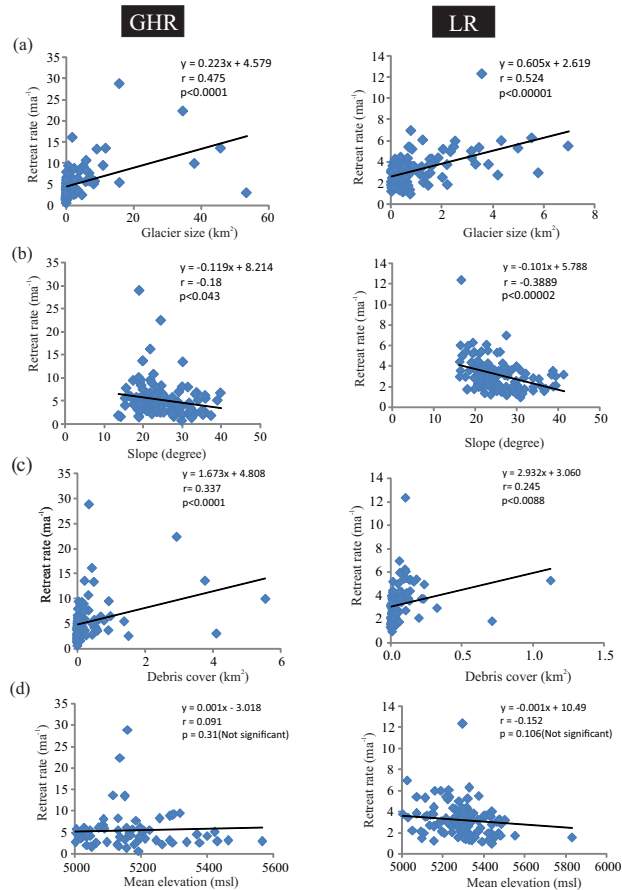 GHR
LR
(a)
y = 0.223x + 4.579
r = 0.475
p<0.0001
Retreat rate (ma⁻¹)
35
30
25
20
15
10
5
0
0 20 40 60
Glacier size (km²)
y = 0.605x + 2.619
r = 0.524
p<0.00001
Retreat rate (ma⁻¹)
14
12
10
8
6
4
2
0
0 2 4 6 8
Glacier size (km²)
(b)
y = -0.119x + 8.214
r = -0.18
p<0.043
Retreat rate (ma⁻¹)
35
30
25
20
15
10
5
0
0 10 20 30 40 50
Slope (degree)
y = -0.101x + 5.788
r = -0.3889
p<0.00002
Retreat rate (ma⁻¹)
14
12
10
8
6
4
2
0
0 10 20 30 40 50
Slope (degree)
(c)
y = 1.673x + 4.808
r= 0.337
p<0.0001
Retreat rate (ma⁻¹)
35
30
25
20
15
10
5
0
0 2 4 6
Debris cover (km²)
y = 2.932x + 3.060
r= 0.245
p<0.0088
Retreat rate (ma⁻¹)
14
12
10
8
6
4
2
0
0.0 0.5 1.0 1.5
Debris cover (km²)
(d)
y = 0.001x - 3.018
r = 0.091
p = 0.31(Not significant)
Retreat rate (ma⁻¹)
35
30
25
20
15
10
5
0
5000 5200 5400 5600
Mean elevation (msl)
y = -0.001x + 10.49
r = -0.152
p = 0.106(Not significant)
Retreat rate (ma⁻¹)
14
12
10
8
6
4
2
0
5000 5200 5400 5600 5800 6000
Mean elevation (msl)